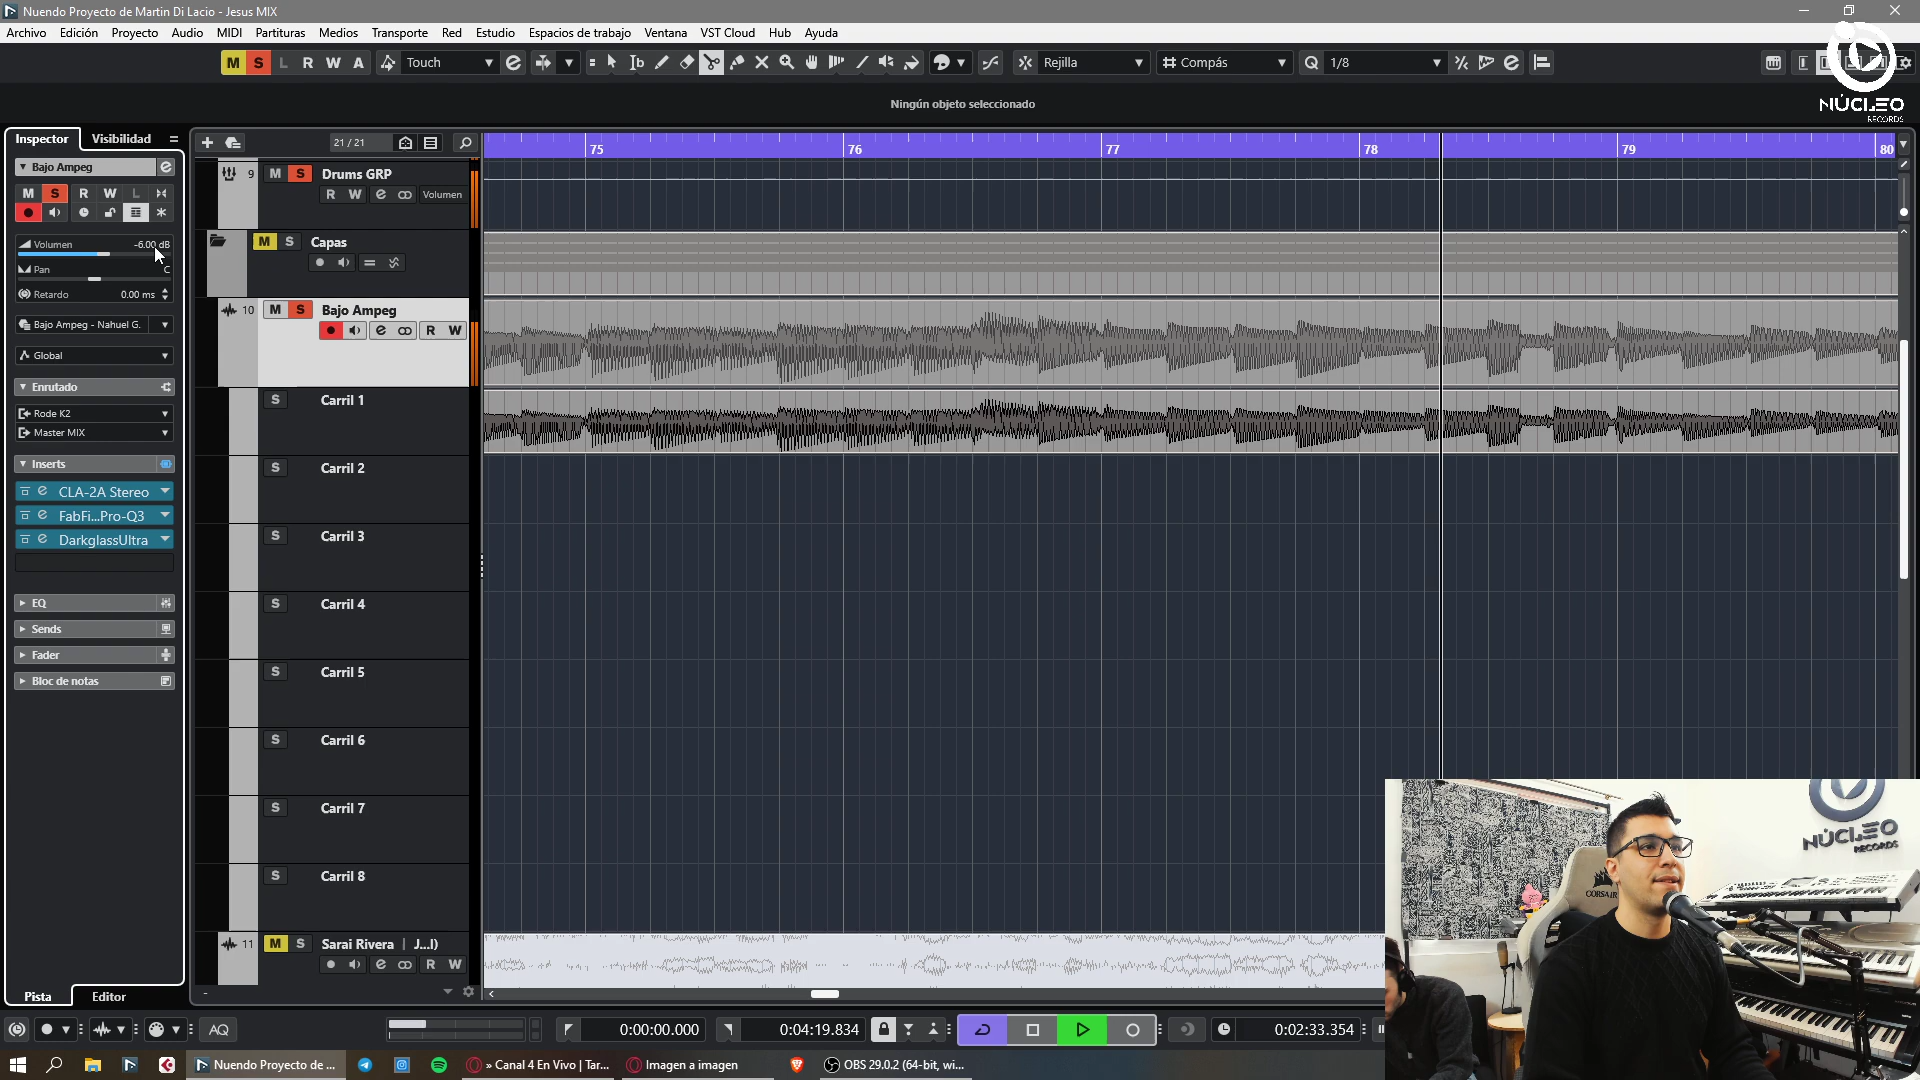 Nuendo Proyecto de Martin Di Lacio - Jesus MIX
Archivo Edición Proyecto Audio MIDI Partituras Medios Transporte Red Estudio Espacios de trabajo Ventana VST Cloud Hub Ayuda
M S L R W A Touch Rejilla Compás Q 1/8
NÚCLEO
RECORDS
Ningún objeto seleccionado
Inspector Visibilidad
21 / 21
75 76 77 78 79 80
Bajo Ampeg
M S R W L
Volumen -6.00 dB
Pan C
Retardo 0.00 ms
Bajo Ampeg - Nahuel G.
Global
Enrutado
Rode K2
Master MIX
Inserts
CLA-2A Stereo
FabFi...Pro-Q3
DarkglassUltra
EQ
Sends
Fader
Bloc de notas
Pista Editor
9 M S Drums GRP
R W Volumen
M S Capas
10 M S Bajo Ampeg
R W
S Carril 1
S Carril 2
S Carril 3
S Carril 4
S Carril 5
S Carril 6
S Carril 7
S Carril 8
11 M S Sarai Rivera | J...l)
R W
NÚCLEO
RECORDS
CORSAIR
AQ 0:00:00.000 0:04:19.834 0:02:33.354
Nuendo Proyecto de ... » Canal 4 En Vivo | Tar... Imagen a imagen OBS 29.0.2 (64-bit, wi...